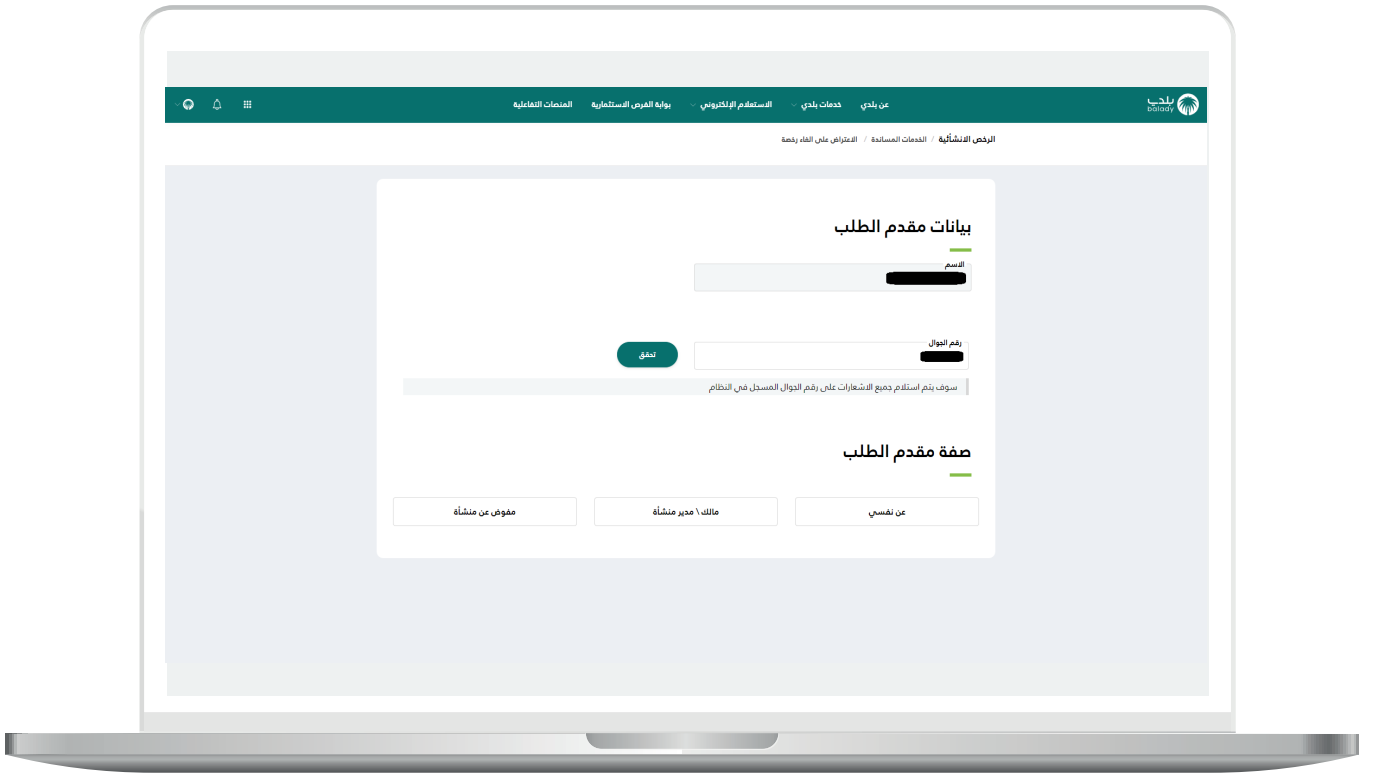 بلدي
balady
عن بلدي خدمات بلدي الاستعلام الإلكتروني بوابة الفرص الاستثمارية المنصات التفاعلية
الرخص الانشائية / الخدمات المساندة / الاعتراض على الغاء رخصة
بيانات مقدم الطلب
الاسم
رقم الجوال
تحقق
سوف يتم استلام جميع الاشعارات على رقم الجوال المسجل في النظام
صفة مقدم الطلب
عن نفسي مالك \ مدير منشأة مفوض عن منشأة